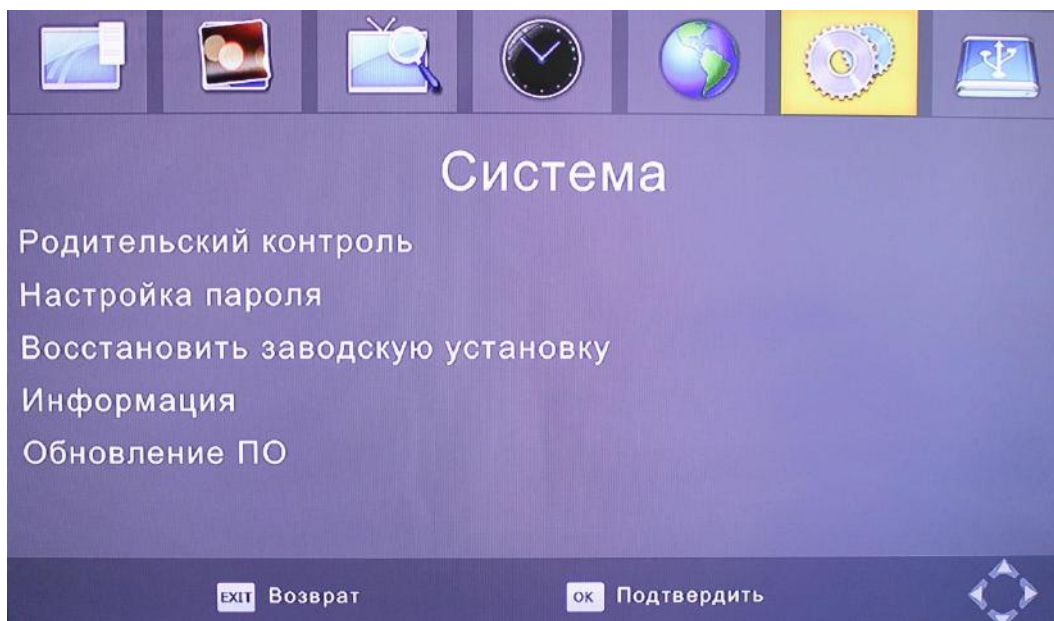 Система
Родительский контроль
Настройка пароля
Восстановить заводскую установку
Информация
Обновление ПО
EXIT Возврат
OK Подтвердить